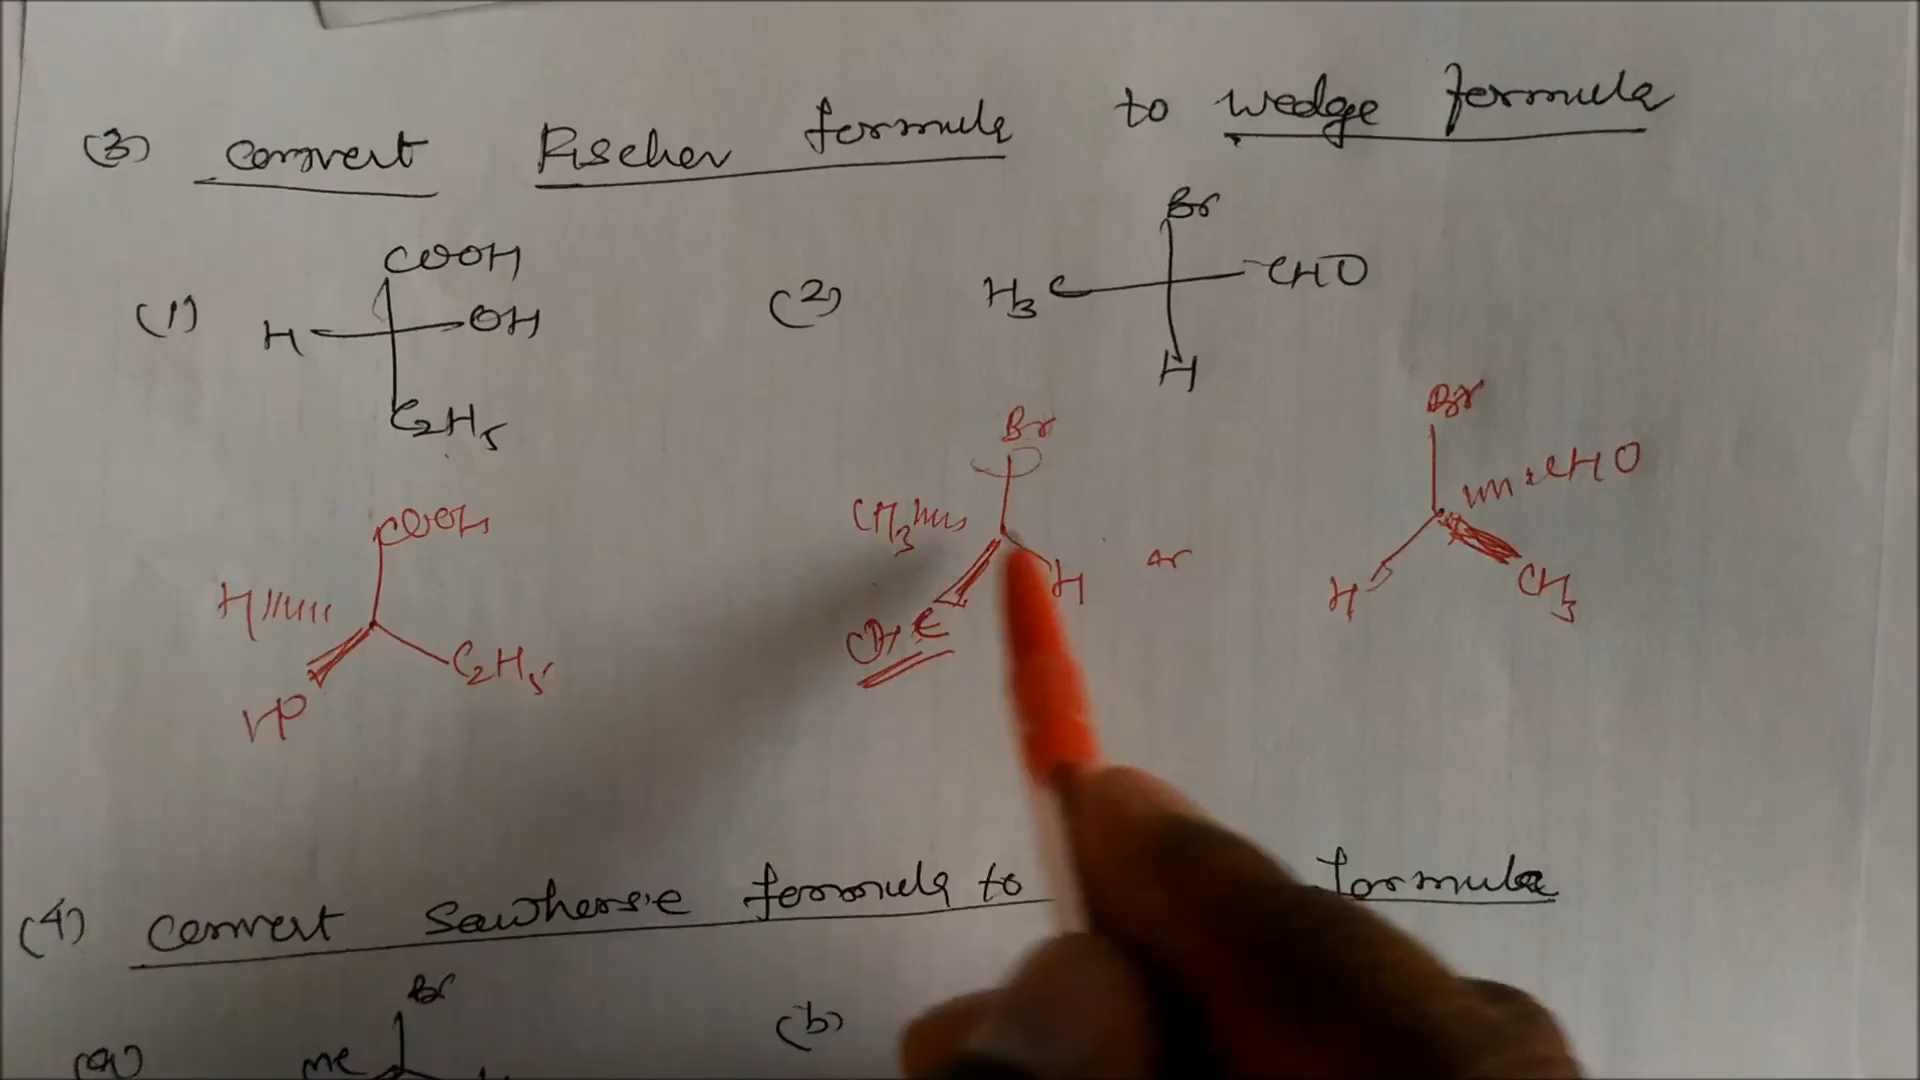 (3) convert Fischer formula to wedge formula
(1) COOH
H OH
C2H5
(2) Br
H3C CHO
H
COOH
H
HO
C2H5
Br
CH3
OHC
H
or
Br
CHO
H
CH3
(4) convert sawhorse formula to formula
(a) Br
me
(b)